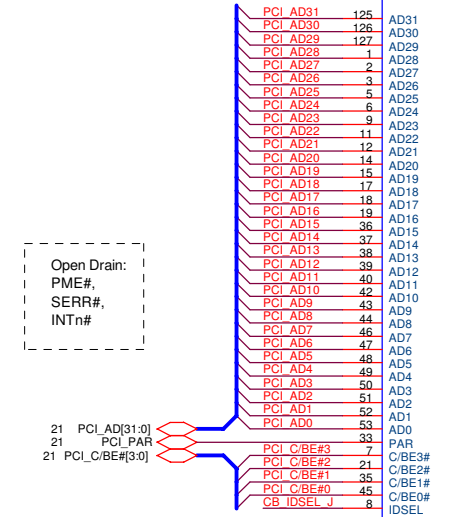 PCI_AD31 125 AD31
PCI_AD30 126 AD30
PCI_AD29 127 AD29
PCI_AD28 1 AD28
PCI_AD27 2 AD27
PCI_AD26 3 AD26
PCI_AD25 5 AD25
PCI_AD24 6 AD24
PCI_AD23 9 AD23
PCI_AD22 11 AD22
PCI_AD21 12 AD21
PCI_AD20 14 AD20
PCI_AD19 15 AD19
PCI_AD18 17 AD18
PCI_AD17 18 AD17
PCI_AD16 19 AD16
PCI_AD15 36 AD15
PCI_AD14 37 AD14
PCI_AD13 38 AD13
PCI_AD12 39 AD12
PCI_AD11 40 AD11
PCI_AD10 42 AD10
PCI_AD9 43 AD9
PCI_AD8 44 AD8
PCI_AD7 46 AD7
PCI_AD6 47 AD6
PCI_AD5 48 AD5
PCI_AD4 49 AD4
PCI_AD3 50 AD3
PCI_AD2 51 AD2
PCI_AD1 52 AD1
PCI_AD0 53 AD0
33 PAR
PCI_C/BE#3 7 C/BE3#
PCI_C/BE#2 21 C/BE2#
PCI_C/BE#1 35 C/BE1#
PCI_C/BE#0 45 C/BE0#
CB_IDSEL_J 8 IDSEL
Open Drain:
PME#,
SERR#,
INTn#
21 PCI_AD[31:0]
21 PCI_PAR
21 PCI_C/BE#[3:0]